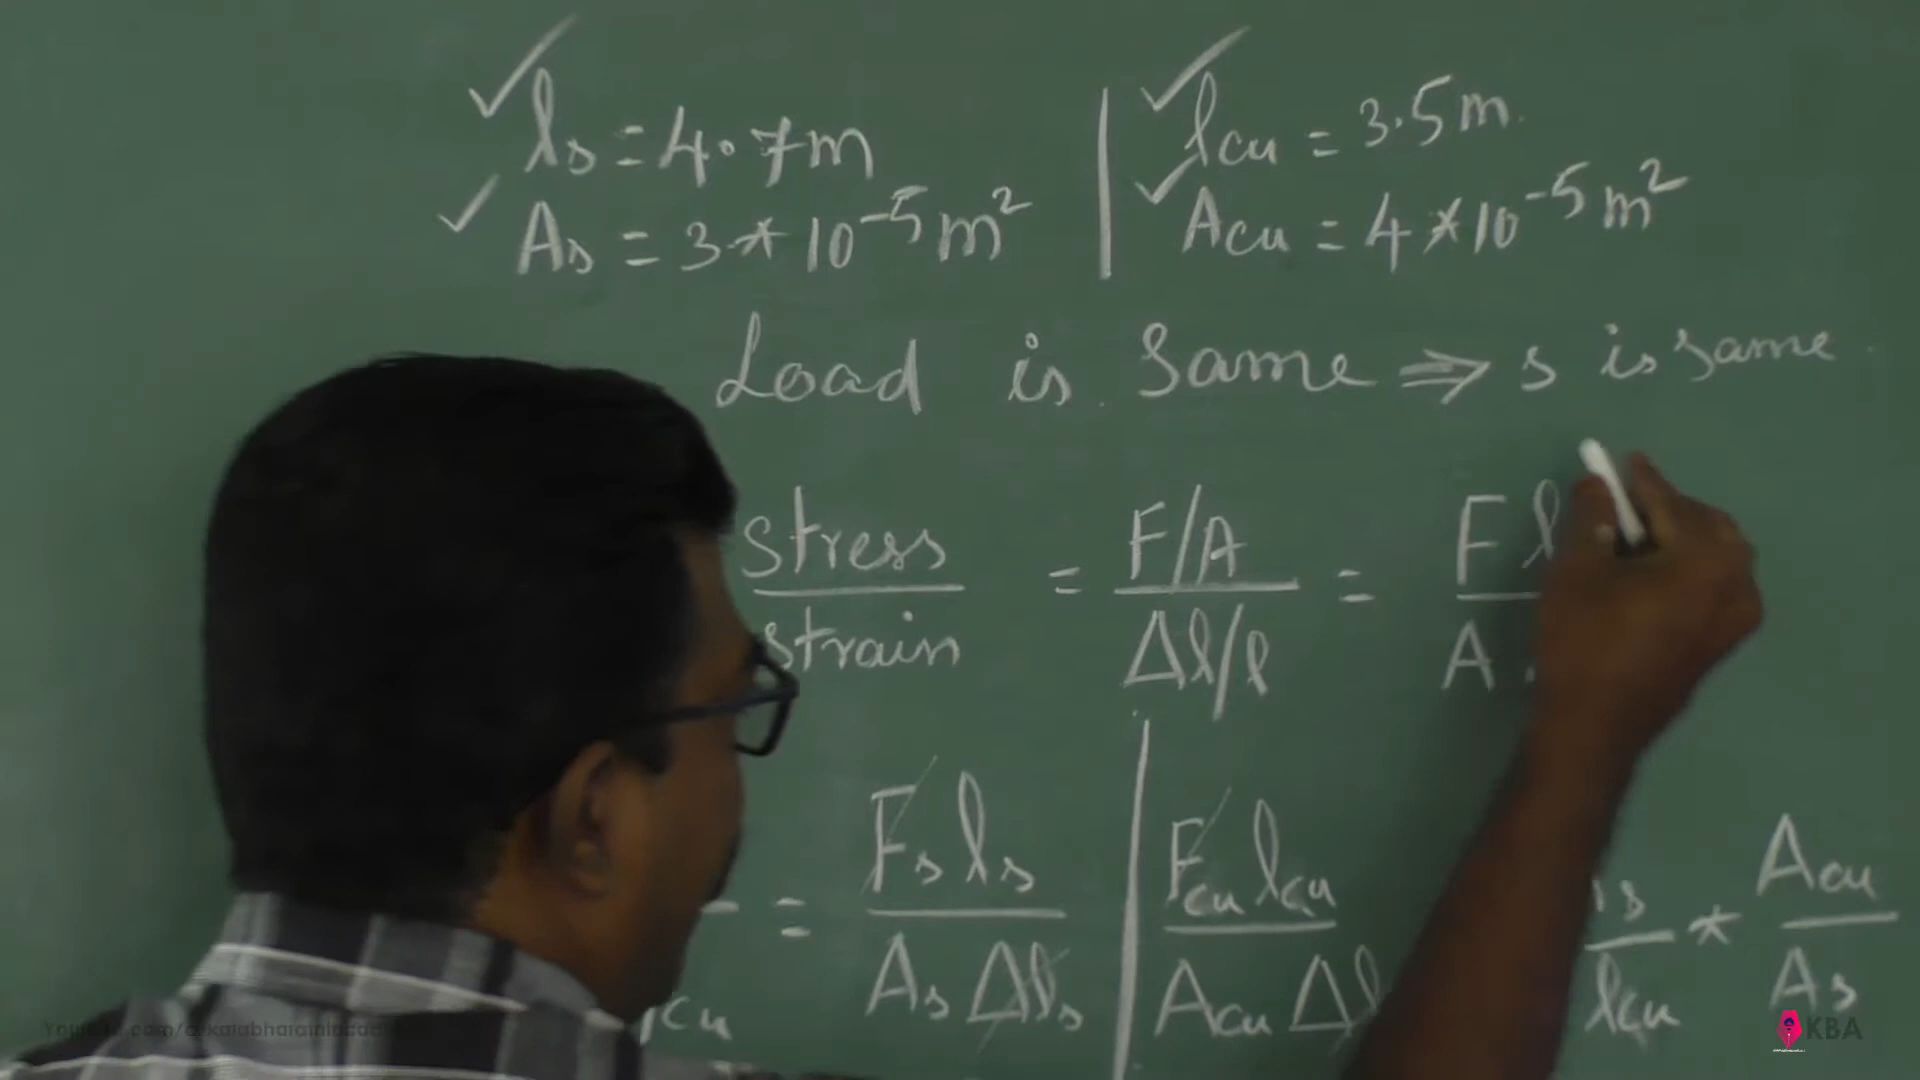 ls = 4.7m | lcu = 3.5m.
As = 3*10⁻⁵m² | Acu = 4*10⁻⁵m²
Load is same ⇒ s is same
Stress / strain = F/A / Δl/l = F l / A
= Fs ls / As Δls | Fcu lcu / Acu Δl ls / lcu * Acu / As
KBA